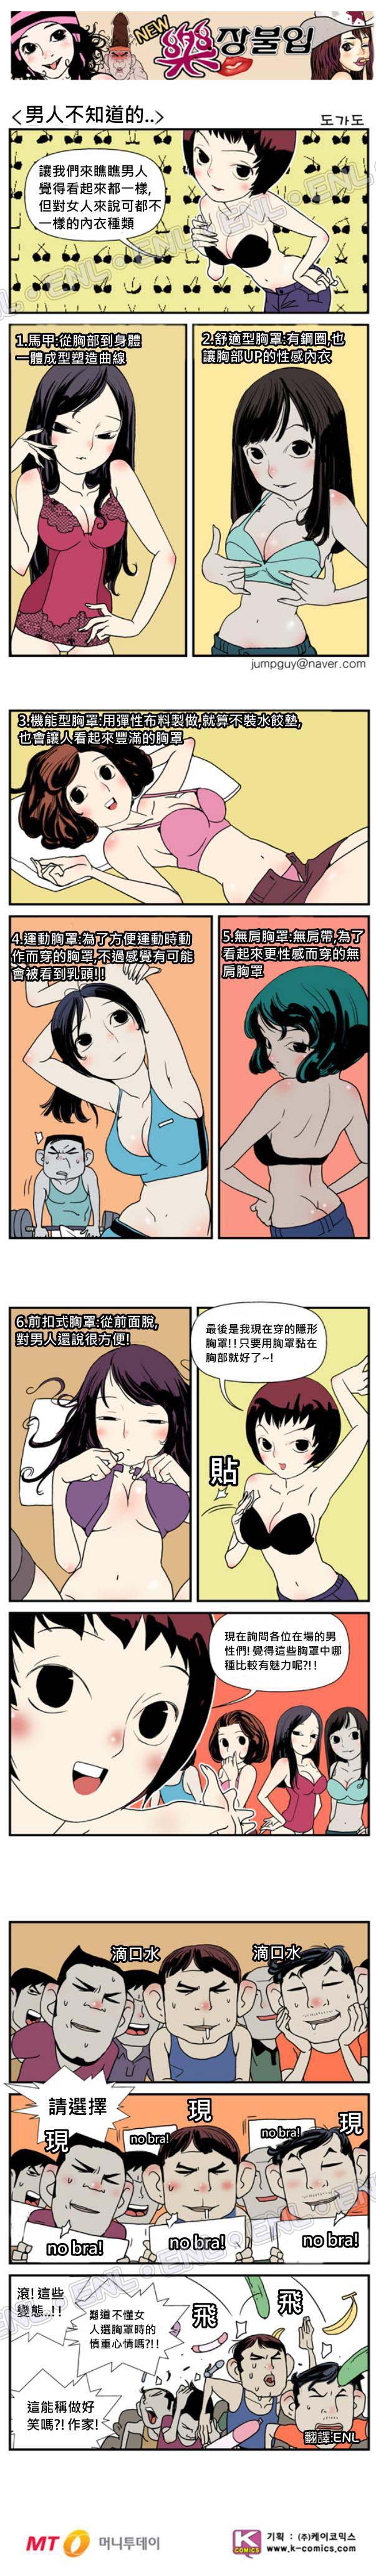 NEW 樂 장불입
<男人不知道的..>
도가도
讓我們來瞧瞧男人
覺得看起來都一樣,
但對女人來說可都不
一樣的內衣種類
1.馬甲:從胸部到身體
一體成型塑造曲線
2.舒適型胸罩:有鋼圈,也
讓胸部UP的性感內衣
jumpguy@naver.com
3.機能型胸罩:用彈性布料製做,就算不裝水餃墊,
也會讓人看起來豐滿的胸罩
4.運動胸罩:為了方便運動時動
作而穿的胸罩,不過感覺有可能
會被看到乳頭!!
5.無肩胸罩:無肩帶,為了
看起來更性感而穿的無
肩胸罩
6.前扣式胸罩:從前面脫,
對男人還說很方便!
最後是我現在穿的隱形
胸罩!!只要用胸罩黏在
胸部就好了~!
貼
現在詢問各位在場的男
性們!覺得這些胸罩中哪
種比較有魅力呢?!!
滴口水
滴口水
請選擇
現
現
現
no bra!
no bra!
no bra!
no bra!
no bra!
滾!這些
變態..!!
難道不懂女
人選胸罩時的
慎重心情嗎?!!
飛
飛
這能稱做好
笑嗎?!作家!
翻譯:ENL
MT 머니투데이
K COMICS
기획 : (주)케이코믹스
www.k-comics.com